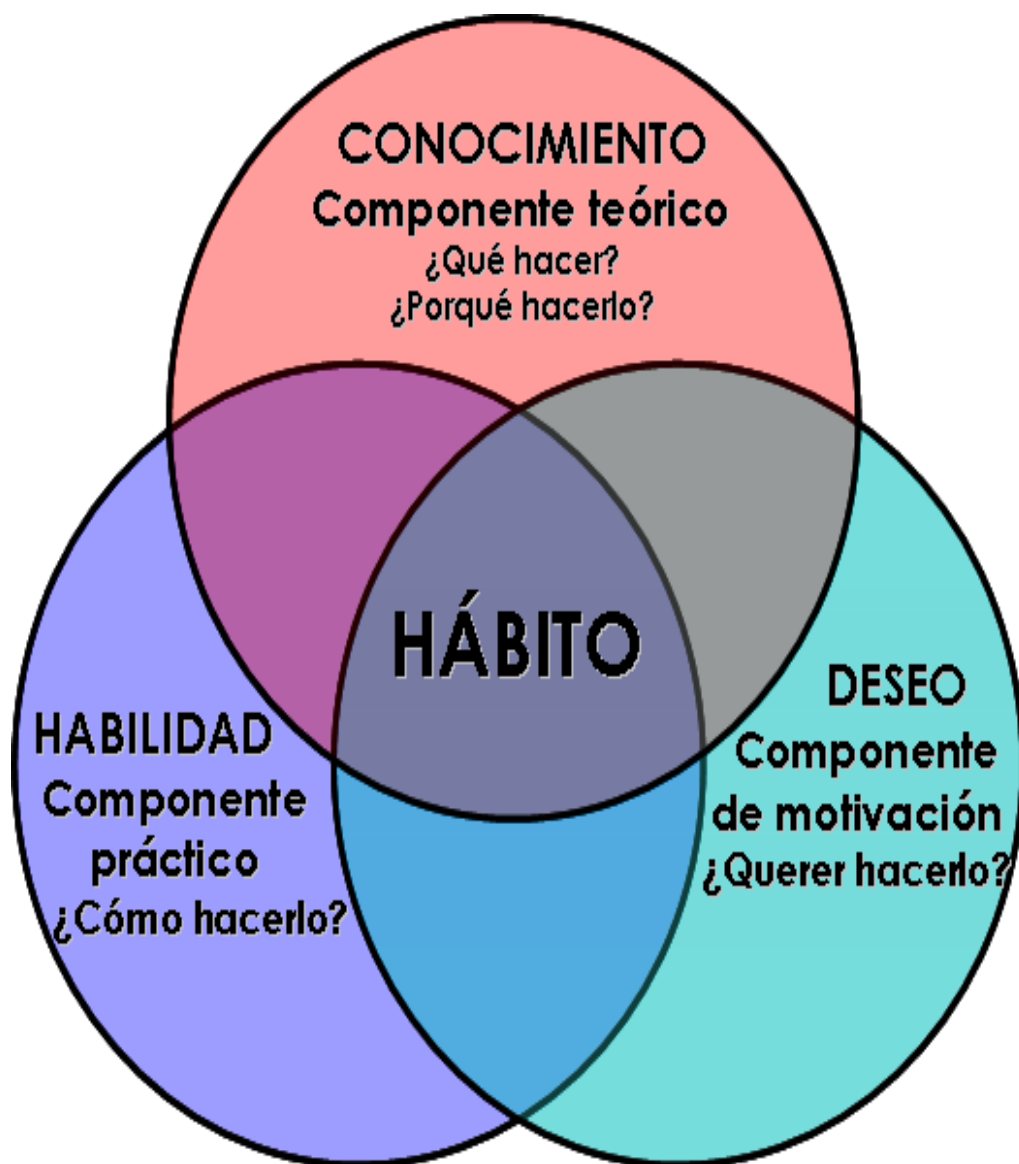 CONOCIMIENTO
Componente teórico
¿Qué hacer?
¿Porqué hacerlo?
HÁBITO
HABILIDAD
Componente
práctico
¿Cómo hacerlo?
DESEO
Componente
de motivación
¿Querer hacerlo?